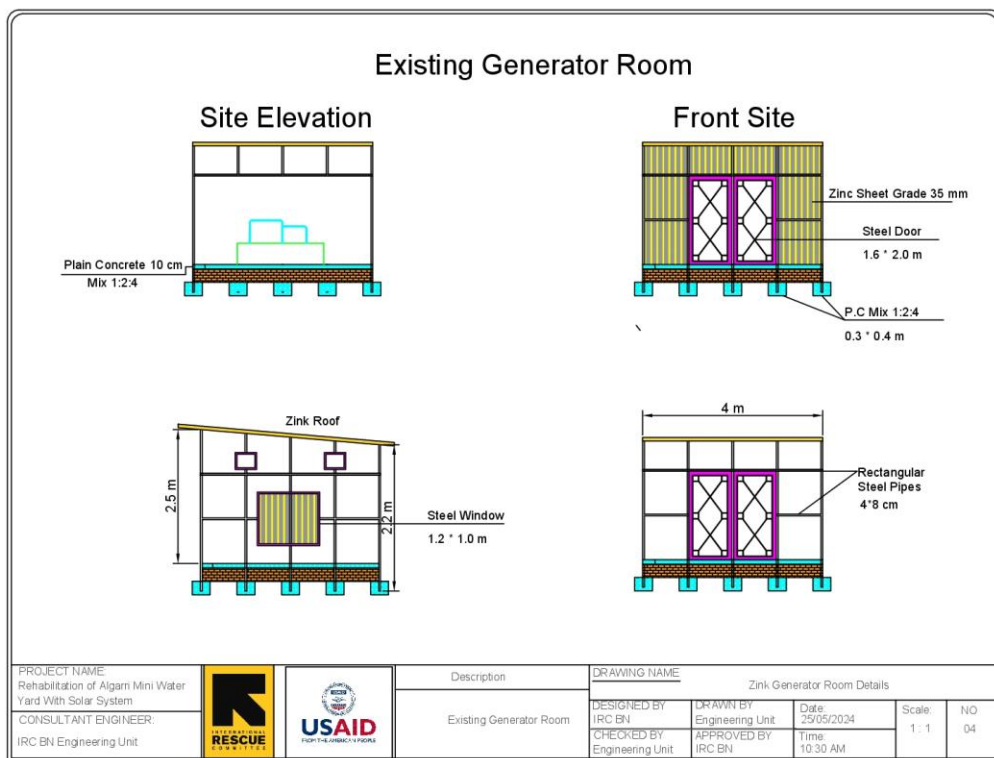 Existing Generator Room
Site Elevation
Front Site
Plain Concrete 10 cm
Mix 1:2:4
Zinc Sheet Grade 35 mm
Steel Door
1.6 * 2.0 m
P.C Mix 1:2:4
0.3 * 0.4 m
Zink Roof
2.5 m
2.2 m
Steel Window
1.2 * 1.0 m
4 m
Rectangular
Steel Pipes
4*8 cm
PROJECT NAME:
Rehabilitation of Algarri Mini Water
Yard With Solar System
CONSULTANT ENGINEER:
IRC BN Engineering Unit
INTERNATIONAL
RESCUE
COMMITTEE
USAID
FROM THE AMERICAN PEOPLE
Description
Existing Generator Room
DRAWING NAME
Zink Generator Room Details
DESIGNED BY
IRC BN
DRAWN BY
Engineering Unit
Date:
25/05/2024
Scale:
1 : 1
NO
04
CHECKED BY
Engineering Unit
APPROVED BY
IRC BN
Time:
10:30 AM